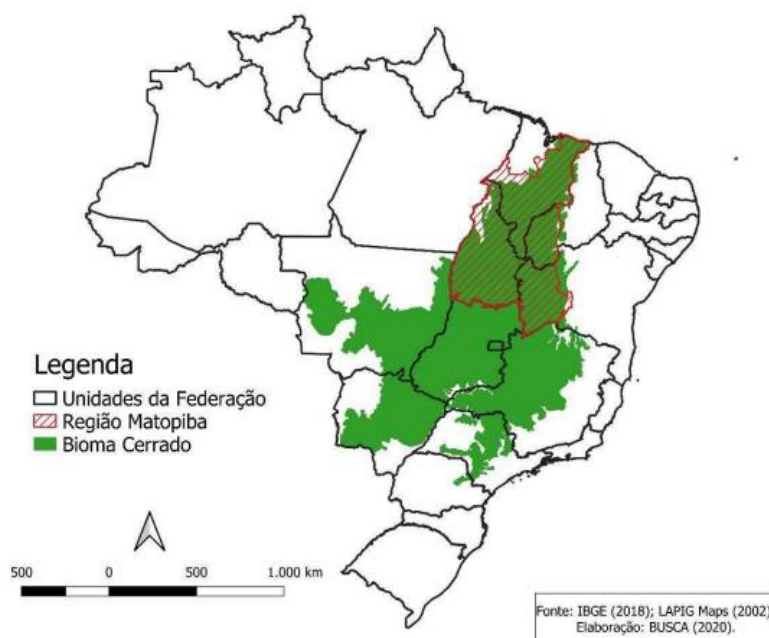 Legenda
Unidades da Federação
Região Matopiba
Bioma Cerrado
500 0 500 1.000 km
Fonte: IBGE (2018); LAPIG Maps (2002)
Elaboração: BUSCA (2020).